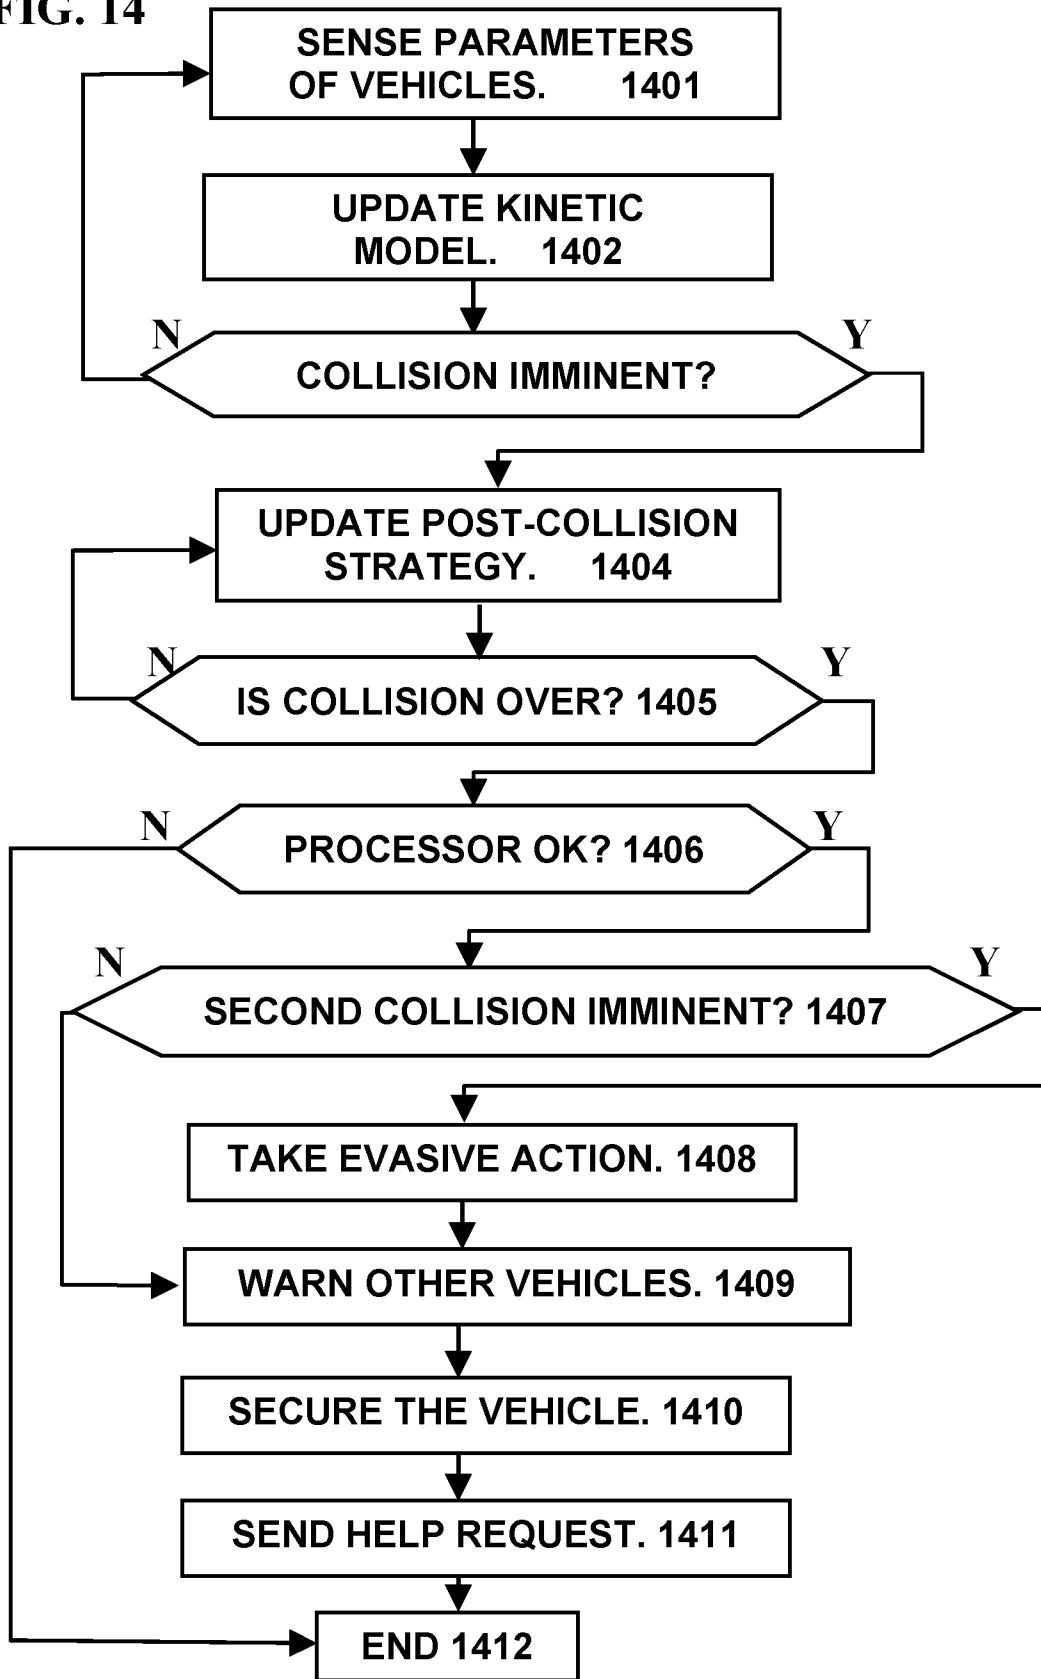 FIG. 14
SENSE PARAMETERS
OF VEHICLES. 1401
UPDATE KINETIC
MODEL. 1402
N
Y
COLLISION IMMINENT?
UPDATE POST-COLLISION
STRATEGY. 1404
N
Y
IS COLLISION OVER? 1405
N
Y
PROCESSOR OK? 1406
N
Y
SECOND COLLISION IMMINENT? 1407
TAKE EVASIVE ACTION. 1408
WARN OTHER VEHICLES. 1409
SECURE THE VEHICLE. 1410
SEND HELP REQUEST. 1411
END 1412